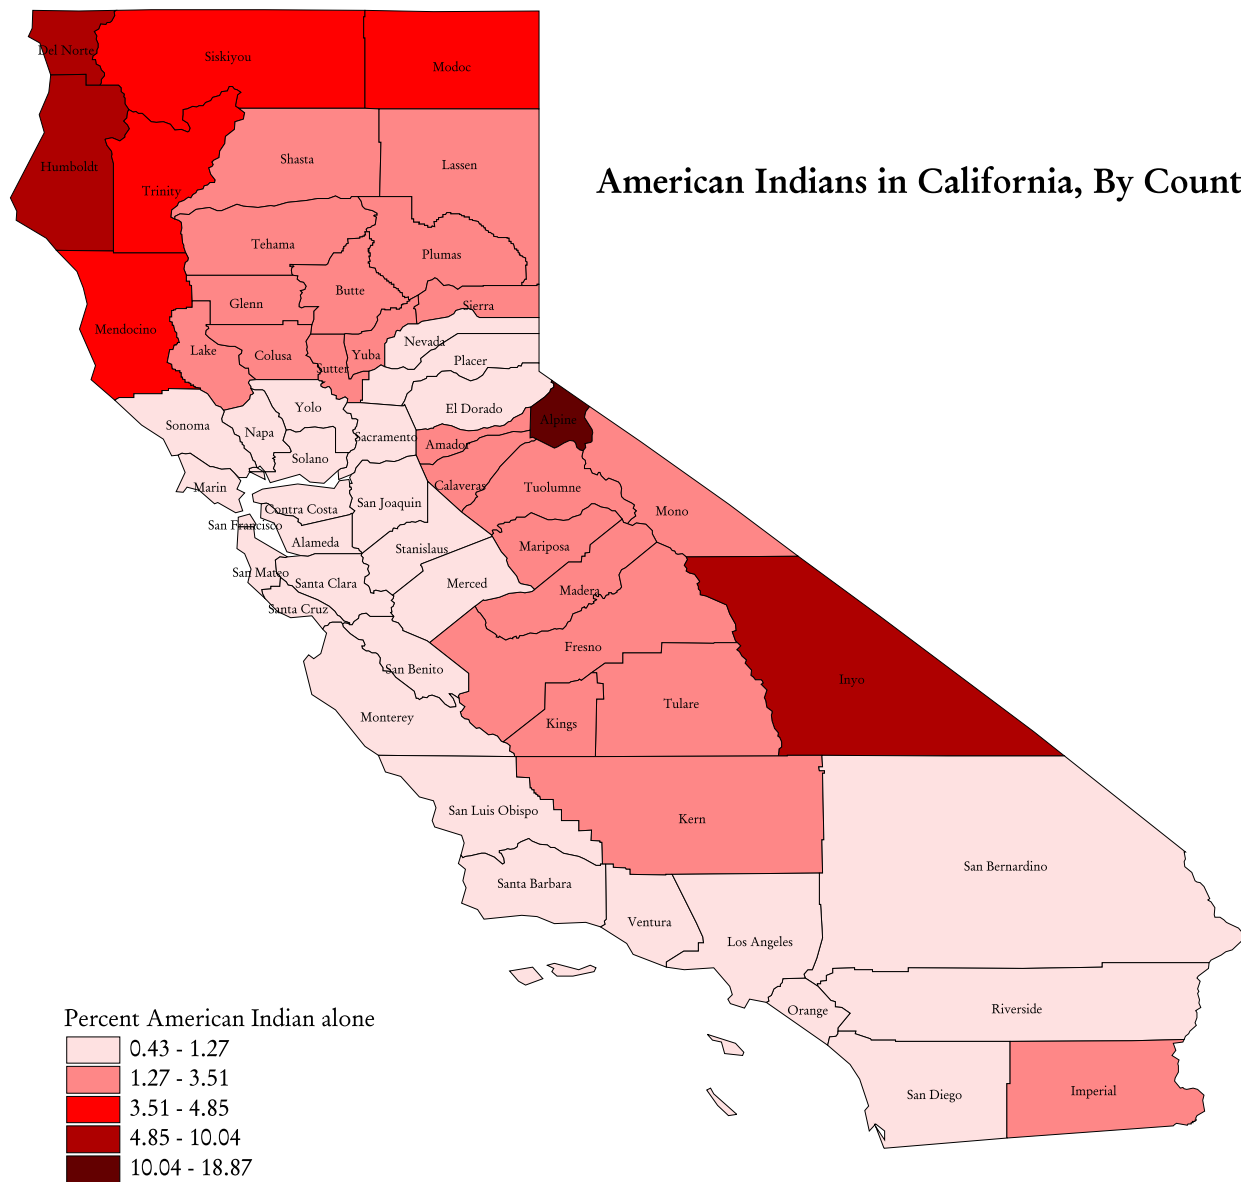 Del Norte
Siskiyou
Modoc
Humboldt
Trinity
Shasta
Lassen
American Indians in California, By Count
Tehama
Plumas
Butte
Glenn
Sierra
Mendocino
Lake
Colusa
Sutter
Yuba
Nevada
Placer
Sonoma
Napa
Yolo
El Dorado
Alpine
Sacramento
Amador
Solano
Marin
Calaveras
Tuolumne
Contra Costa
San Joaquin
Mono
San Francisco
Alameda
Stanislaus
Mariposa
San Mateo
Santa Clara
Merced
Madera
Santa Cruz
Fresno
San Benito
Inyo
Monterey
Kings
Tulare
San Luis Obispo
Kern
San Bernardino
Santa Barbara
Ventura
Los Angeles
Orange
Riverside
San Diego
Imperial
Percent American Indian alone
0.43 - 1.27
1.27 - 3.51
3.51 - 4.85
4.85 - 10.04
10.04 - 18.87